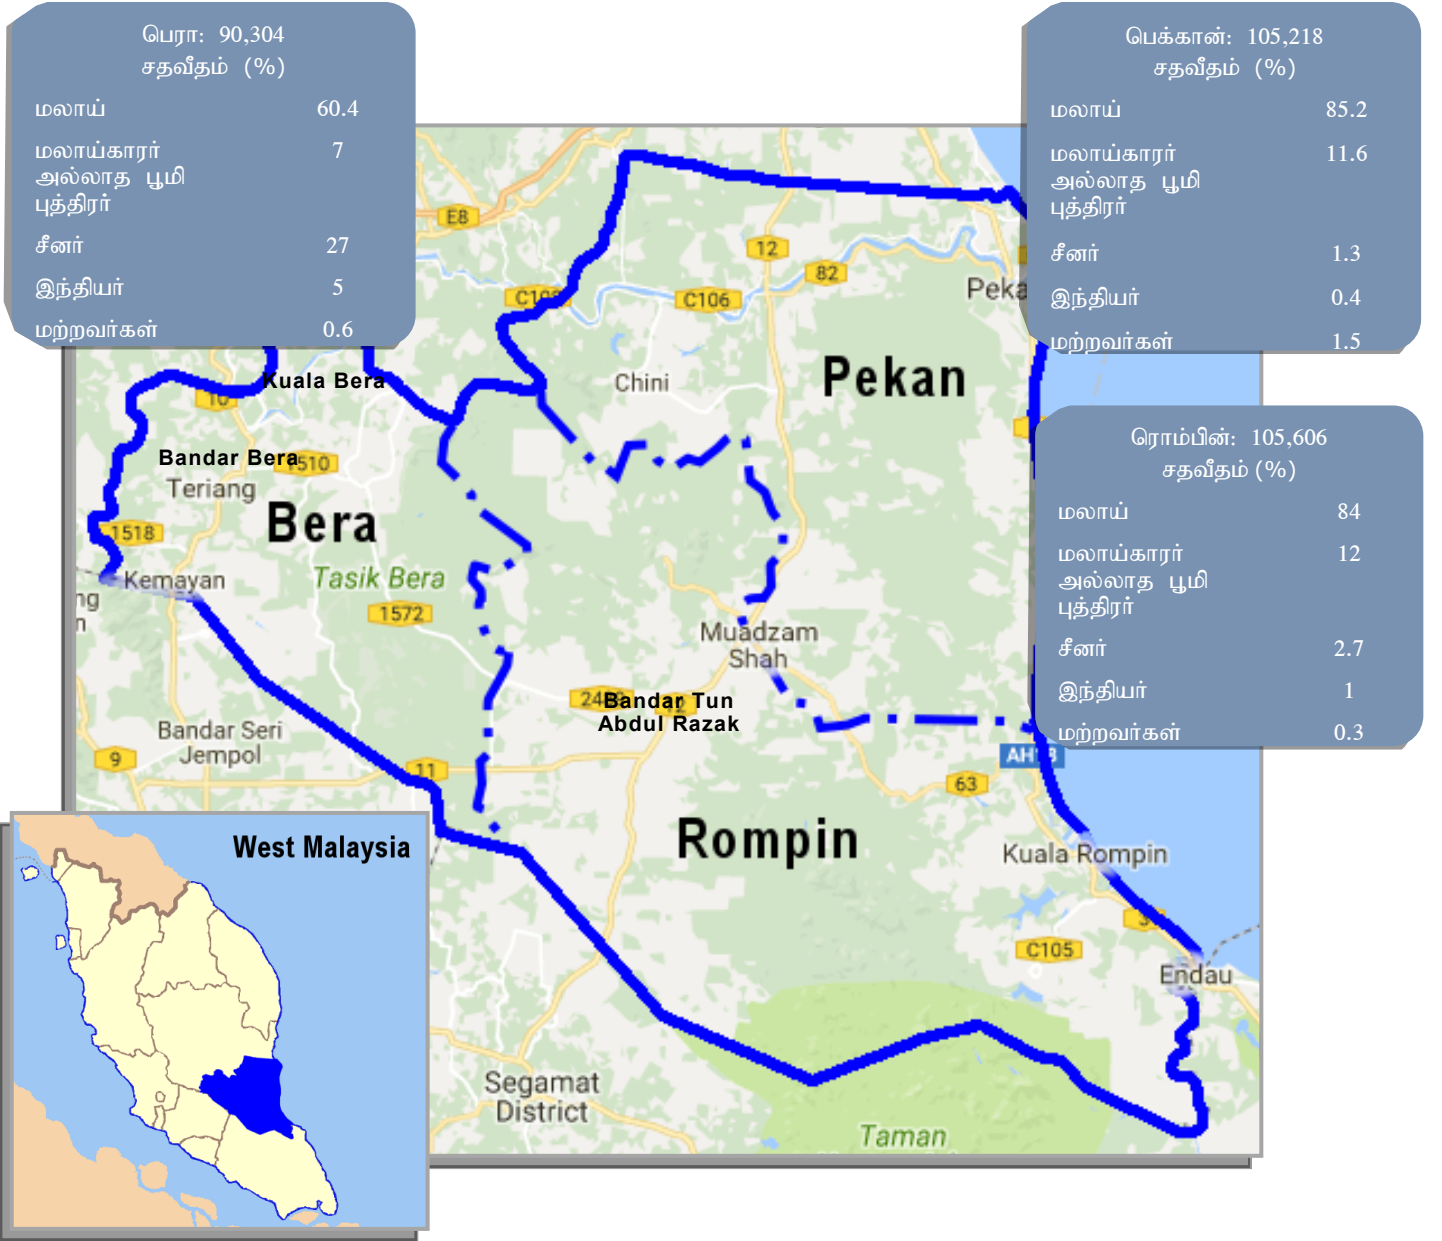 பெரா: 90,304
சதவீதம் (%)
மலாய் 60.4
மலாய்காரர் 7
அல்லாத பூமி
புத்திரர்
சீனர் 27
இந்தியர் 5
மற்றவர்கள் 0.6
பெக்கான்: 105,218
சதவீதம் (%)
மலாய் 85.2
மலாய்காரர் 11.6
அல்லாத பூமி
புத்திரர்
சீனர் 1.3
இந்தியர் 0.4
மற்றவர்கள் 1.5
ரொம்பின்: 105,606
சதவீதம் (%)
மலாய் 84
மலாய்காரர் 12
அல்லாத பூமி
புத்திரர்
சீனர் 2.7
இந்தியர் 1
மற்றவர்கள் 0.3
E8
12
82
C106
Pekan
Chini
Kuala Bera
10
Bandar Bera
1510
Teriang
Bera
1518
Kemayan
Tasik Bera
1572
Muadzam
Shah
Bandar Tun
Abdul Razak
12
Bandar Seri
Jempol
9
11
AH18
63
Rompin
Kuala Rompin
3
C105
Endau
Segamat
District
Taman
West Malaysia